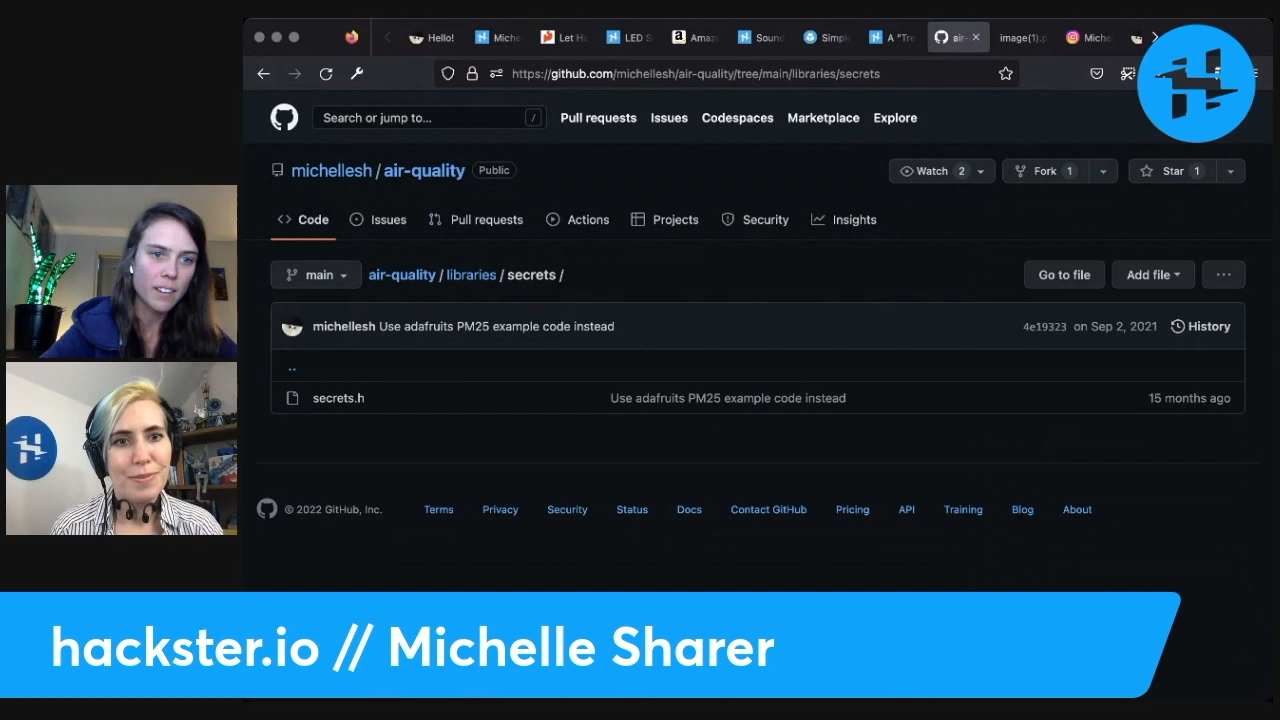 Hello!
Miche
Let Ha
LED S
Amaz
Sound
Simple
A "Tre
air-
image(1).p
Miche
https://github.com/michellesh/air-quality/tree/main/libraries/secrets
Search or jump to... /
Pull requests Issues Codespaces Marketplace Explore
michellesh / air-quality Public
Watch 2 Fork 1 Star 1
Code Issues Pull requests Actions Projects Security Insights
main air-quality / libraries / secrets /
Go to file Add file ...
michellesh Use adafruits PM25 example code instead 4e19323 on Sep 2, 2021 History
..
secrets.h Use adafruits PM25 example code instead 15 months ago
© 2022 GitHub, Inc. Terms Privacy Security Status Docs Contact GitHub Pricing API Training Blog About
hackster.io // Michelle Sharer